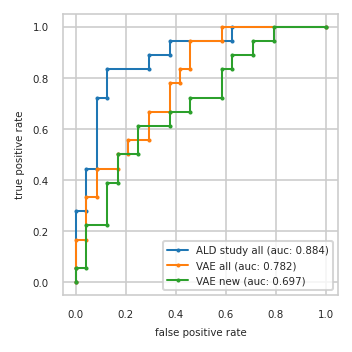 1.0
0.8
0.6
0.4
0.2
0.0
true positive rate
ALD study all (auc: 0.884)
VAE all (auc: 0.782)
VAE new (auc: 0.697)
0.0 0.2 0.4 0.6 0.8 1.0
false positive rate